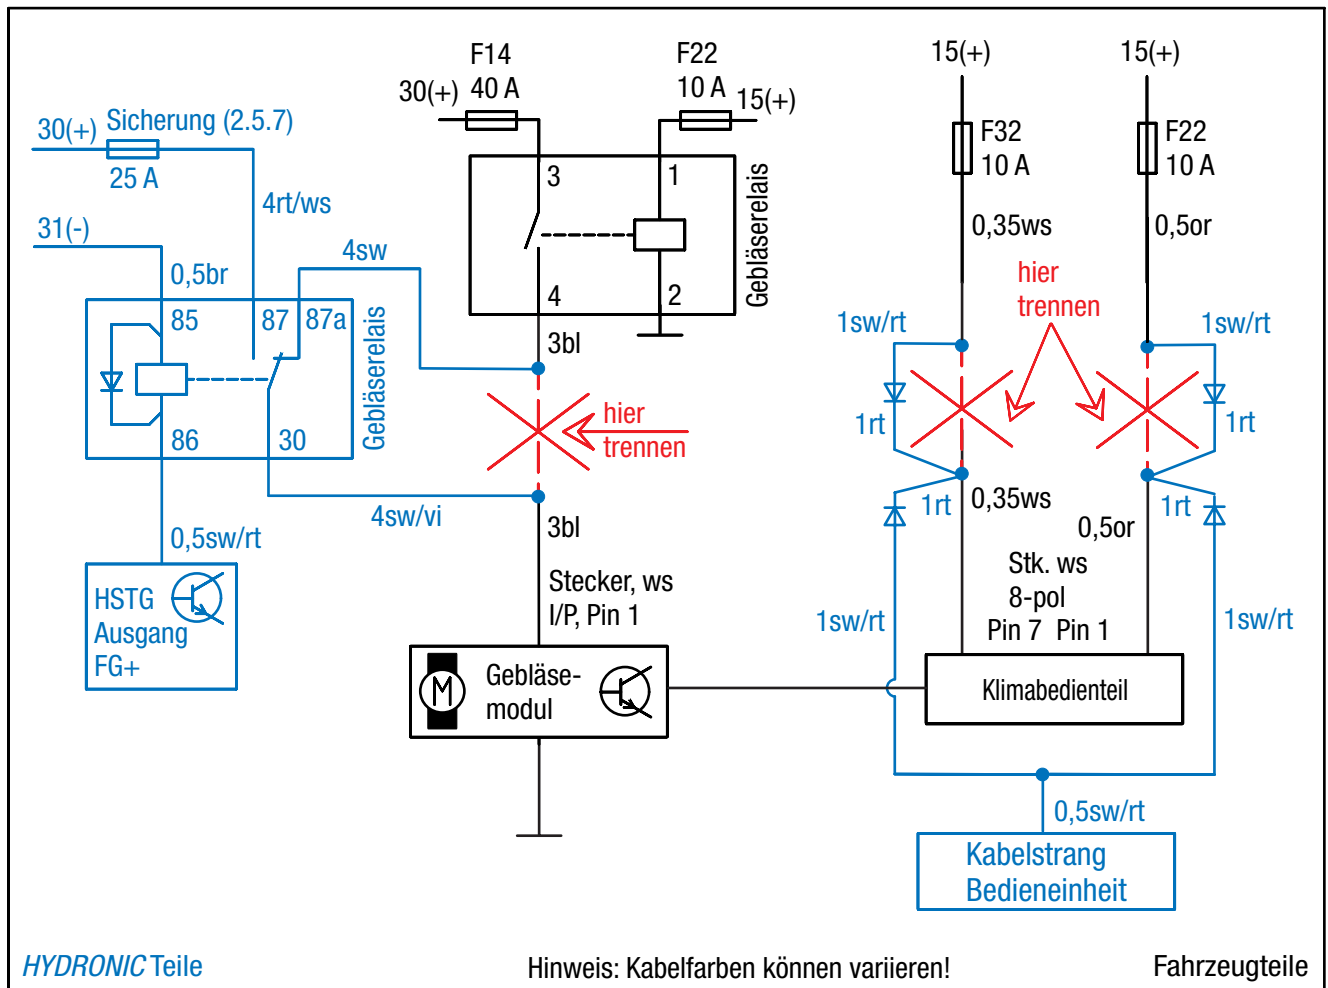 F14
40 A
30(+)
F22
10 A
15(+)
15(+)
15(+)
30(+)
Sicherung (2.5.7)
25 A
4rt/ws
31(-)
0,5br
4sw
3
1
4
2
Gebläserelais
F32
10 A
F22
10 A
0,35ws
0,5or
hier
trennen
85
87
87a
86
30
Gebläserelais
3bl
hier
trennen
1sw/rt
1rt
1sw/rt
1rt
4sw/vi
3bl
0,5sw/rt
1rt
0,35ws
0,5or
1rt
HSTG
Ausgang
FG+
Stecker, ws
I/P, Pin 1
Stk. ws
8-pol
Pin 7 Pin 1
1sw/rt
1sw/rt
M
Gebläse-
modul
Klimabedienteil
0,5sw/rt
Kabelstrang
Bedieneinheit
HYDRONIC Teile
Hinweis: Kabelfarben können variieren!
Fahrzeugteile